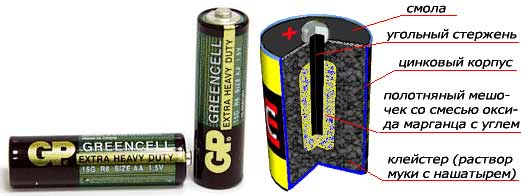 смола
угольный стержень
цинковый корпус
полотняный мешо-
чек со смесью окси-
да марганца с углем
клейстер (раствор
муки с нашатырем)
+
GP
GREENCELL
EXTRA HEAVY DUTY
GP
GREENCELL
EXTRA HEAVY DUTY
15G R6 SIZE AA 1.5V